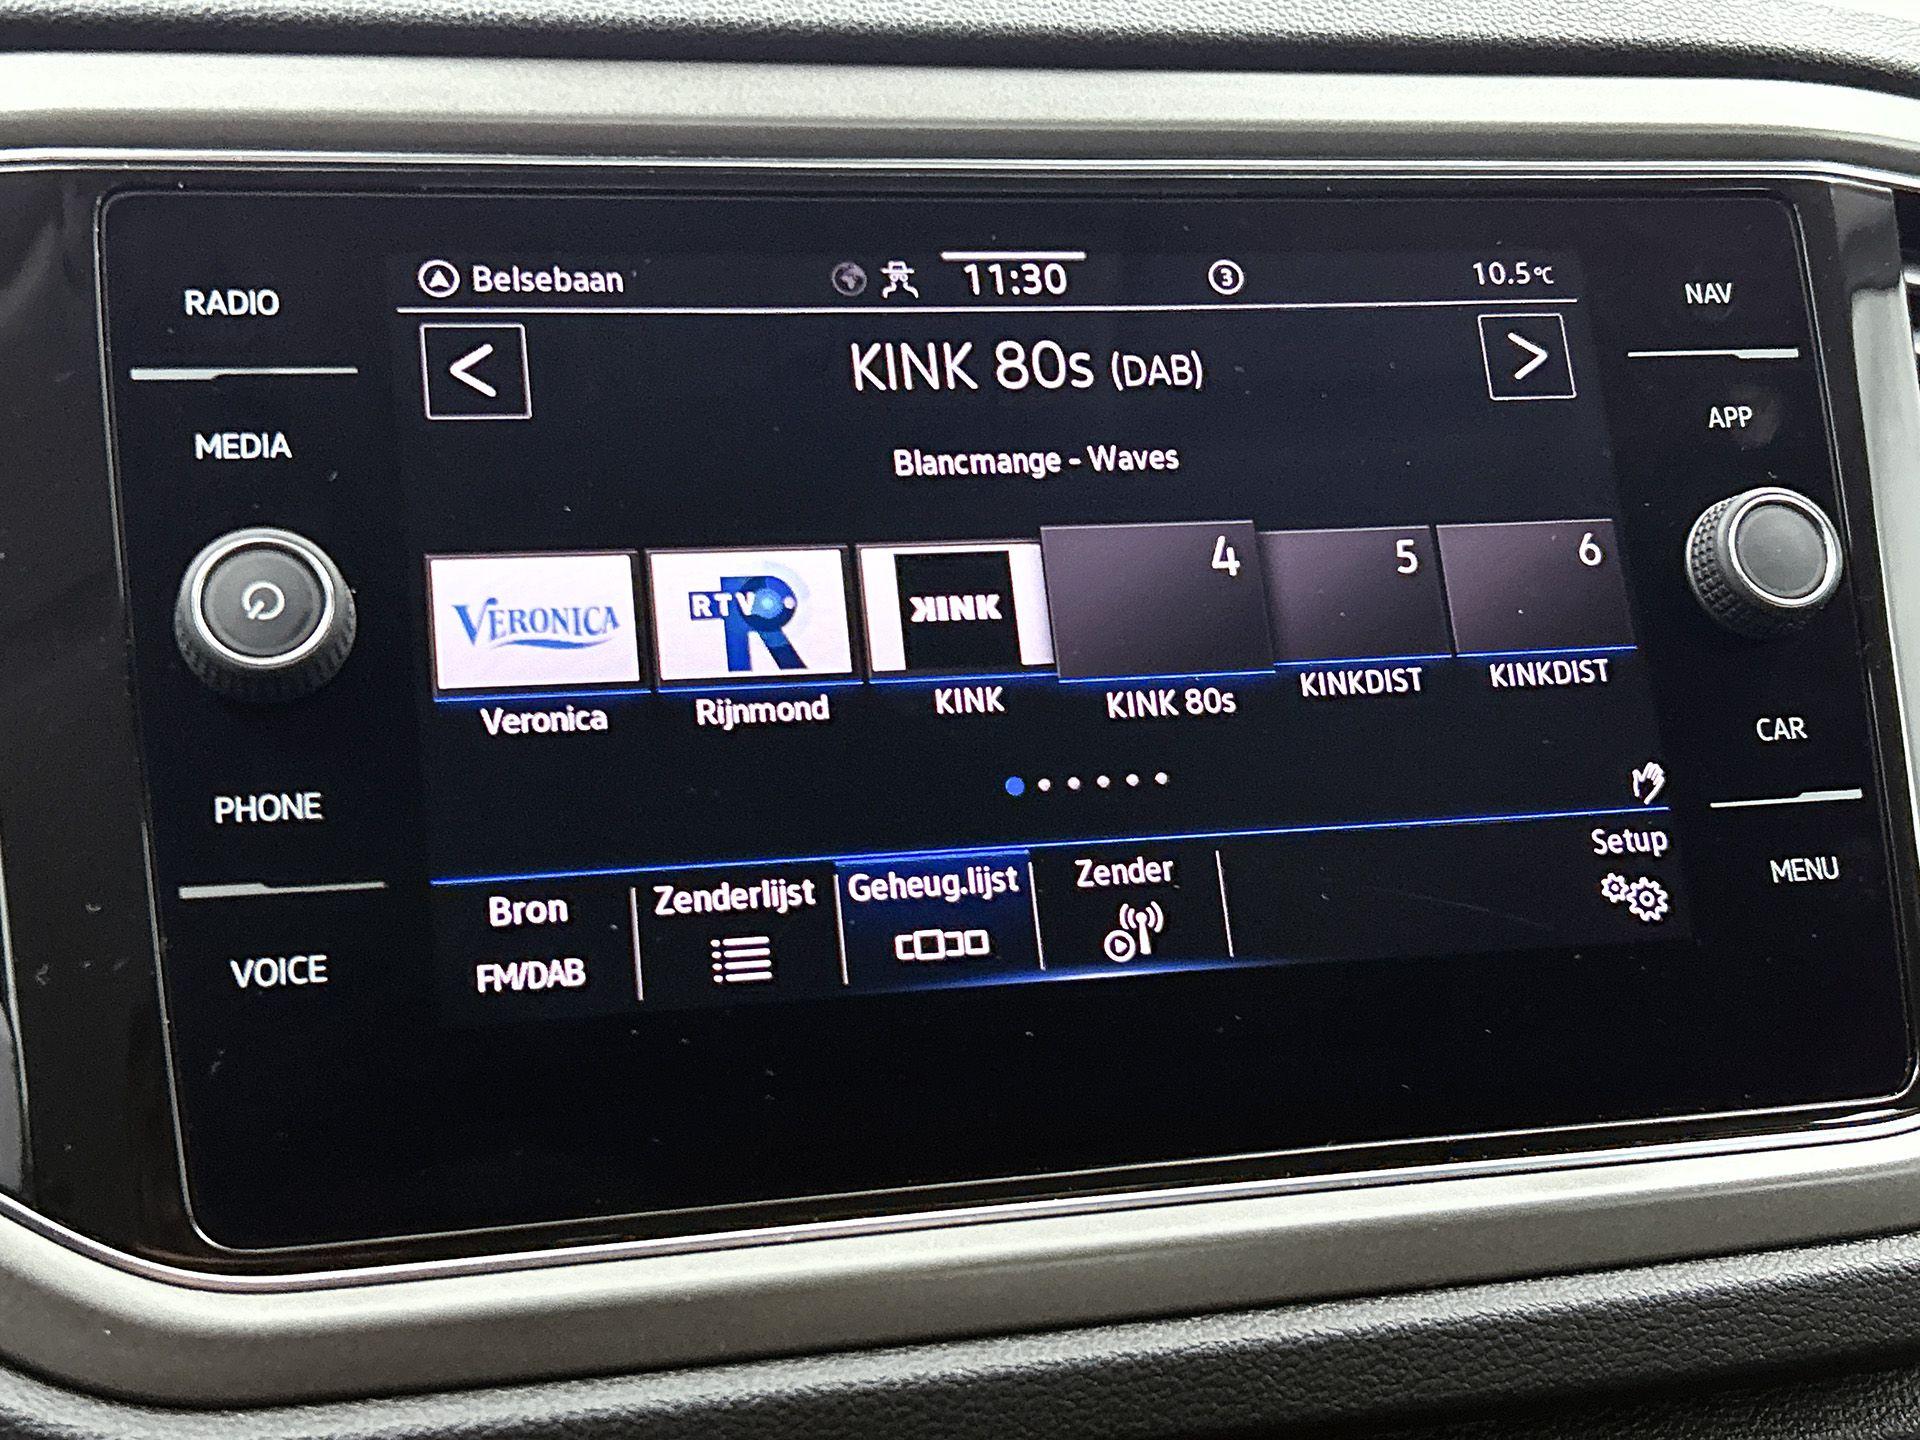 RADIO
MEDIA
PHONE
VOICE
Belsebaan
11:30
3
10.5°C
<
KINK 80s (DAB)
>
Blancmange - Waves
VERONICA
RTV R
KINK
4
5
6
Veronica
Rijnmond
KINK
KINK 80s
KINKDIST
KINKDIST
Bron
FM/DAB
Zenderlijst
Geheug.lijst
Zender
Setup
NAV
APP
CAR
MENU